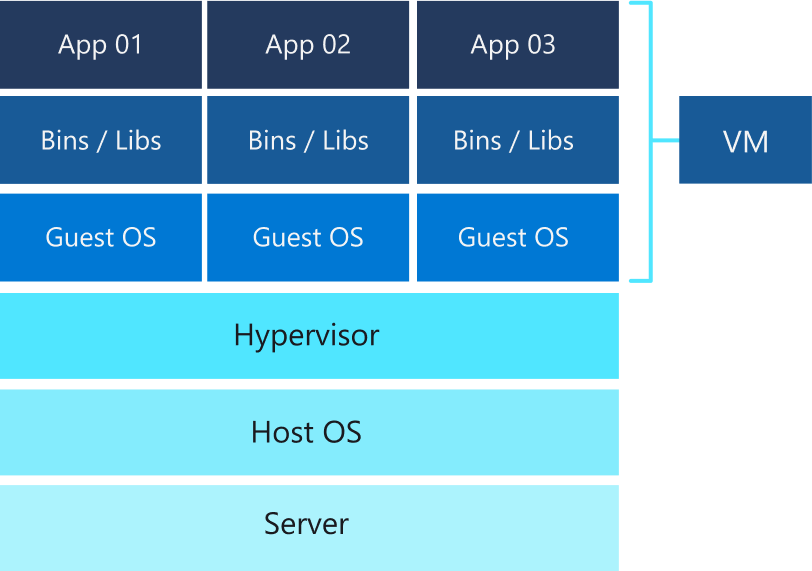 App 01
App 02
App 03
Bins / Libs
Bins / Libs
Bins / Libs
VM
Guest OS
Guest OS
Guest OS
Hypervisor
Host OS
Server